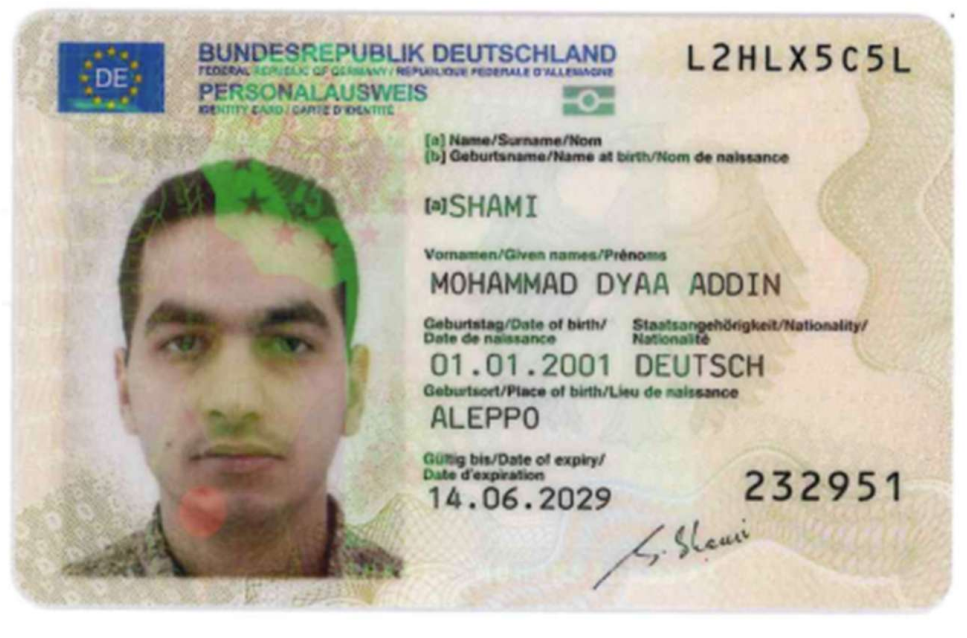 DE
BUNDESREPUBLIK DEUTSCHLAND
FEDERAL REPUBLIC OF GERMANY / RÉPUBLIQUE FÉDÉRALE D'ALLEMAGNE
PERSONALAUSWEIS
IDENTITY CARD / CARTE D'IDENTITÉ
L2HLX5C5L
[a] Name/Surname/Nom
[b] Geburtsname/Name at birth/Nom de naissance
[a] SHAMI
Vornamen/Given names/Prénoms
MOHAMMAD DYAA ADDIN
Geburtstag/Date of birth/ Staatsangehörigkeit/Nationality/
Date de naissance Nationalité
01.01.2001 DEUTSCH
Geburtsort/Place of birth/Lieu de naissance
ALEPPO
Gültig bis/Date of expiry/
Date d'expiration
14.06.2029
232951
Shami